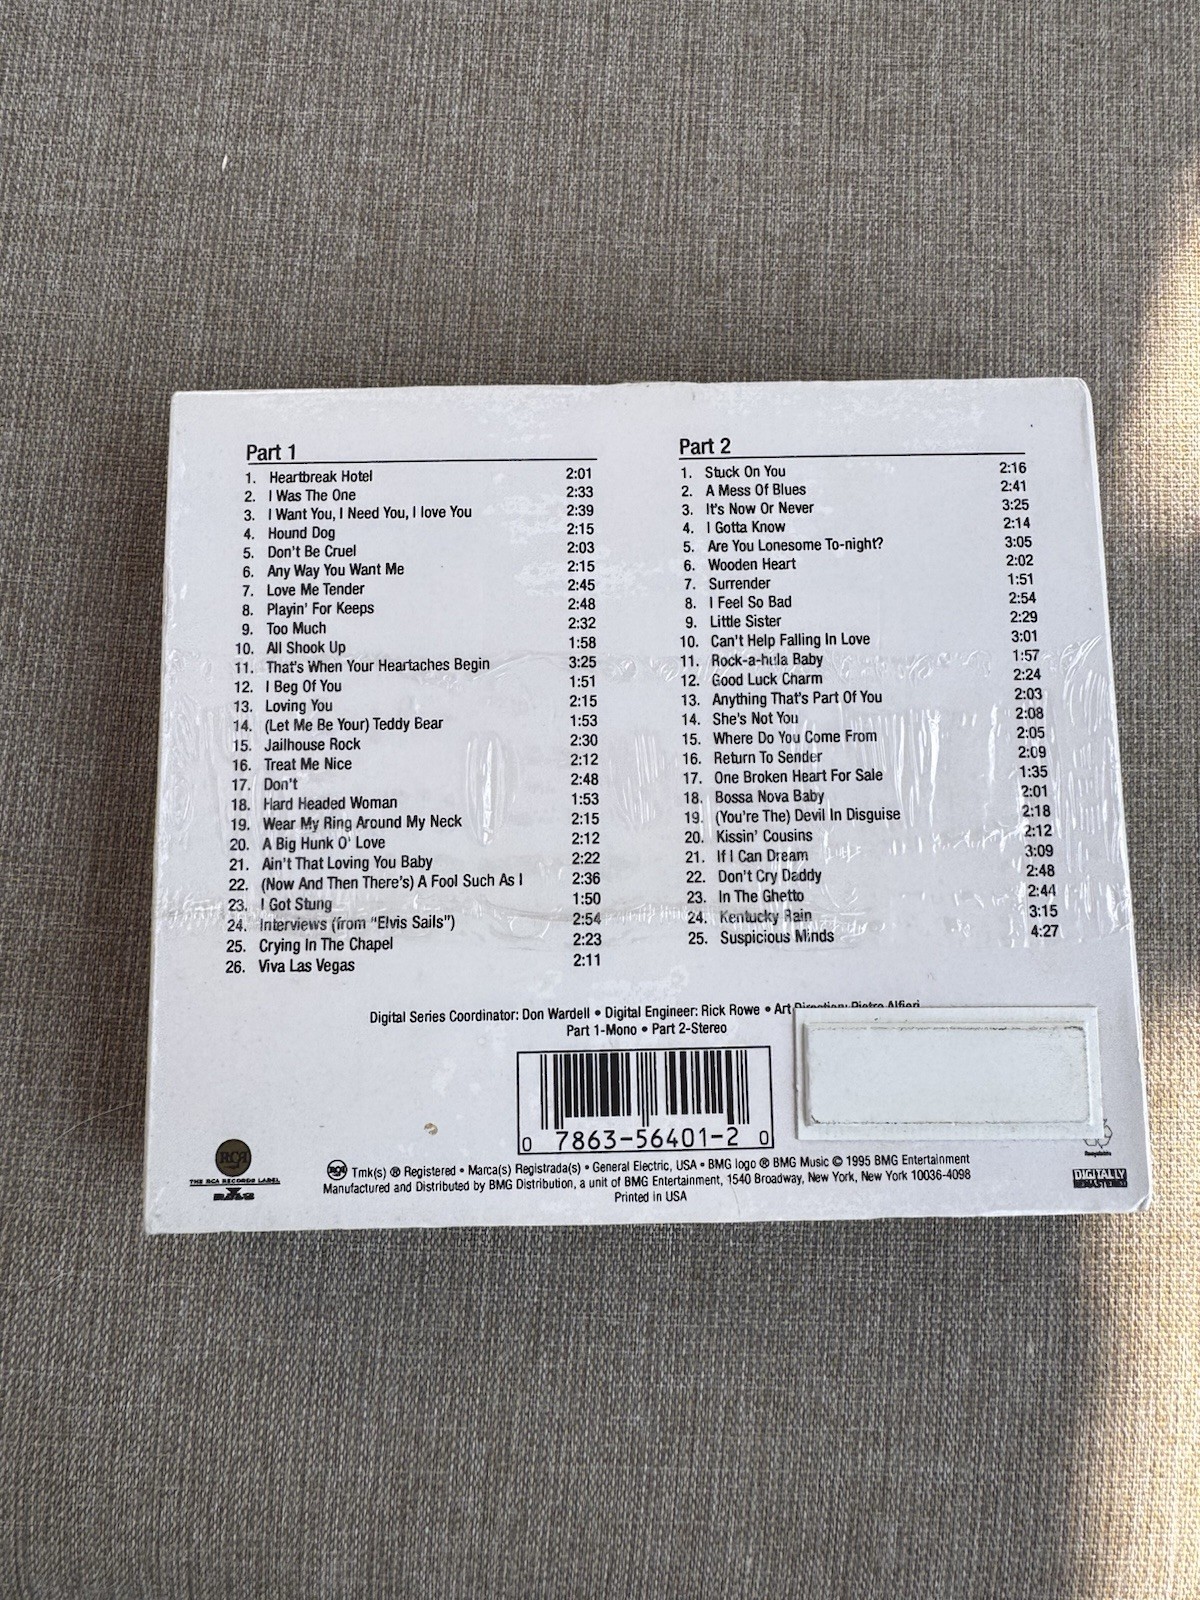 Part 1
1. Heartbreak Hotel 2:01
2. I Was The One 2:33
3. I Want You, I Need You, I love You 2:39
4. Hound Dog 2:15
5. Don't Be Cruel 2:03
6. Any Way You Want Me 2:15
7. Love Me Tender 2:45
8. Playin' For Keeps 2:48
9. Too Much 2:32
10. All Shook Up 1:58
11. That's When Your Heartaches Begin 3:25
12. I Beg Of You 1:51
13. Loving You 2:15
14. (Let Me Be Your) Teddy Bear 1:53
15. Jailhouse Rock 2:30
16. Treat Me Nice 2:12
17. Don't 2:48
18. Hard Headed Woman 1:53
19. Wear My Ring Around My Neck 2:15
20. A Big Hunk O' Love 2:12
21. Ain't That Loving You Baby 2:22
22. (Now And Then There's) A Fool Such As I 2:36
23. I Got Stung 1:50
24. Interviews (from "Elvis Sails") 2:54
25. Crying In The Chapel 2:23
26. Viva Las Vegas 2:11
Part 2
1. Stuck On You 2:16
2. A Mess Of Blues 2:41
3. It's Now Or Never 3:25
4. I Gotta Know 2:14
5. Are You Lonesome To-night? 3:05
6. Wooden Heart 2:02
7. Surrender 1:51
8. I Feel So Bad 2:54
9. Little Sister 2:29
10. Can't Help Falling In Love 3:01
11. Rock-a-hula Baby 1:57
12. Good Luck Charm 2:24
13. Anything That's Part Of You 2:03
14. She's Not You 2:08
15. Where Do You Come From 2:05
16. Return To Sender 2:09
17. One Broken Heart For Sale 1:35
18. Bossa Nova Baby 2:01
19. (You're The) Devil In Disguise 2:18
20. Kissin' Cousins 2:12
21. If I Can Dream 3:09
22. Don't Cry Daddy 2:48
23. In The Ghetto 2:44
24. Kentucky Rain 3:15
25. Suspicious Minds 4:27
Digital Series Coordinator: Don Wardell • Digital Engineer: Rick Rowe • Art Direction: Pietro Alfieri
Part 1-Mono • Part 2-Stereo
0 7863-56401-2 0
RCA
THE RCA RECORDS LABEL
RCA Tmk(s) ® Registered • Marca(s) Registrada(s) • General Electric, USA • BMG logo ® BMG Music © 1995 BMG Entertainment
Manufactured and Distributed by BMG Distribution, a unit of BMG Entertainment, 1540 Broadway, New York, New York 10036-4098
Printed in USA
DIGITALLY